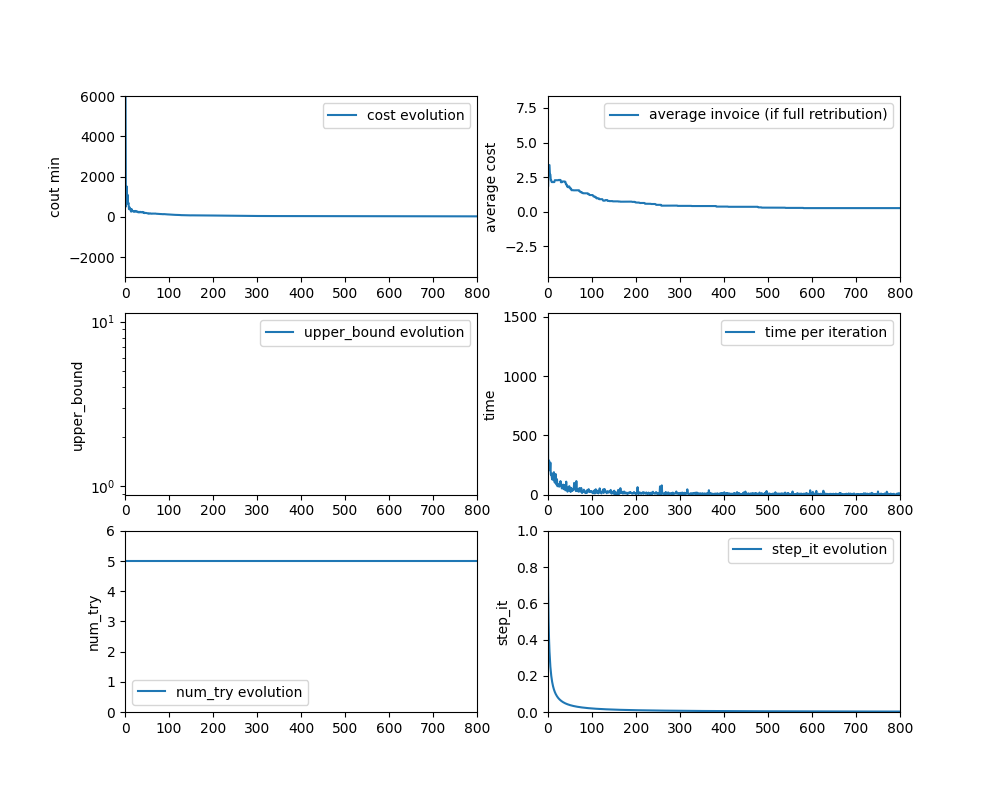 6000
4000
2000
0
−2000
cout min
cost evolution
0 100 200 300 400 500 600 700 800
7.5
5.0
2.5
0.0
−2.5
average cost
average invoice (if full retribution)
0 100 200 300 400 500 600 700 800
10^1
10^0
upper_bound
upper_bound evolution
0 100 200 300 400 500 600 700 800
1500
1000
500
0
time
time per iteration
0 100 200 300 400 500 600 700 800
6
5
4
3
2
1
0
num_try
num_try evolution
0 100 200 300 400 500 600 700 800
1.0
0.8
0.6
0.4
0.2
0.0
step_it
step_it evolution
0 100 200 300 400 500 600 700 800